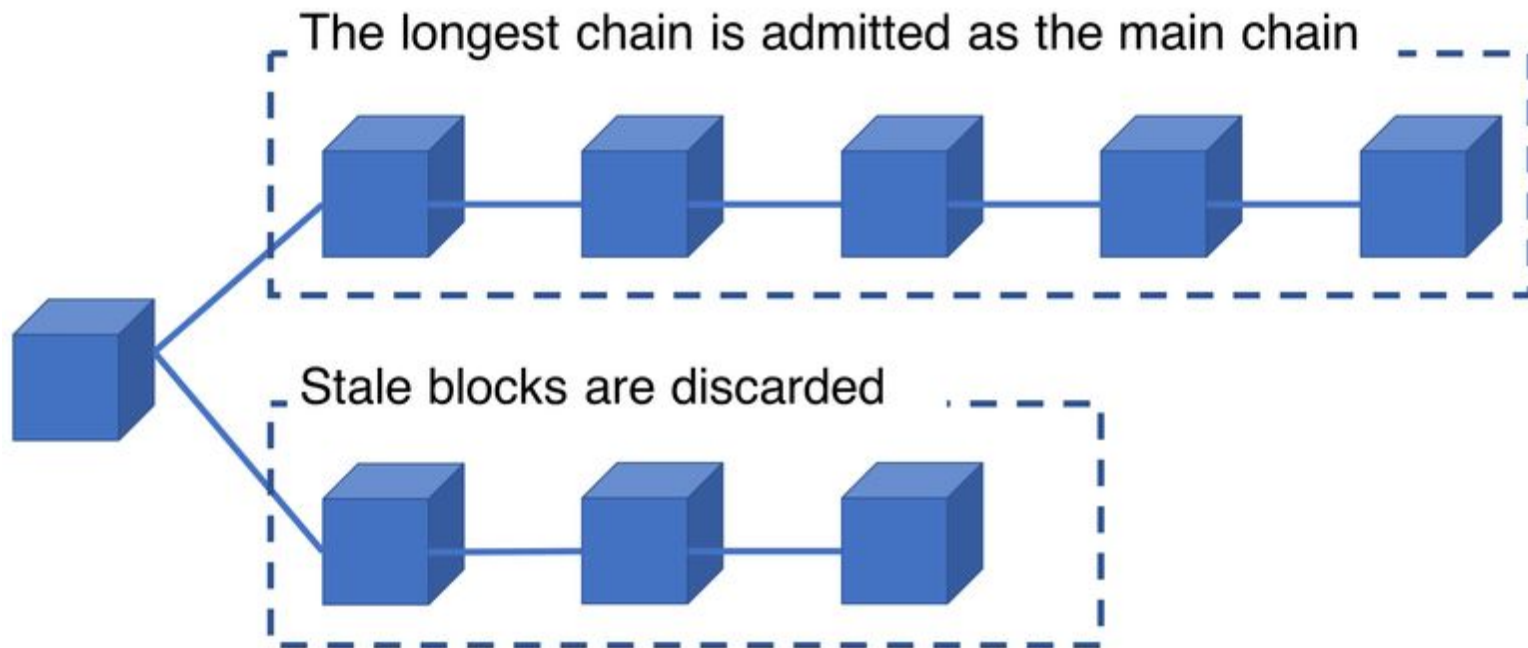 The longest chain is admitted as the main chain
Stale blocks are discarded